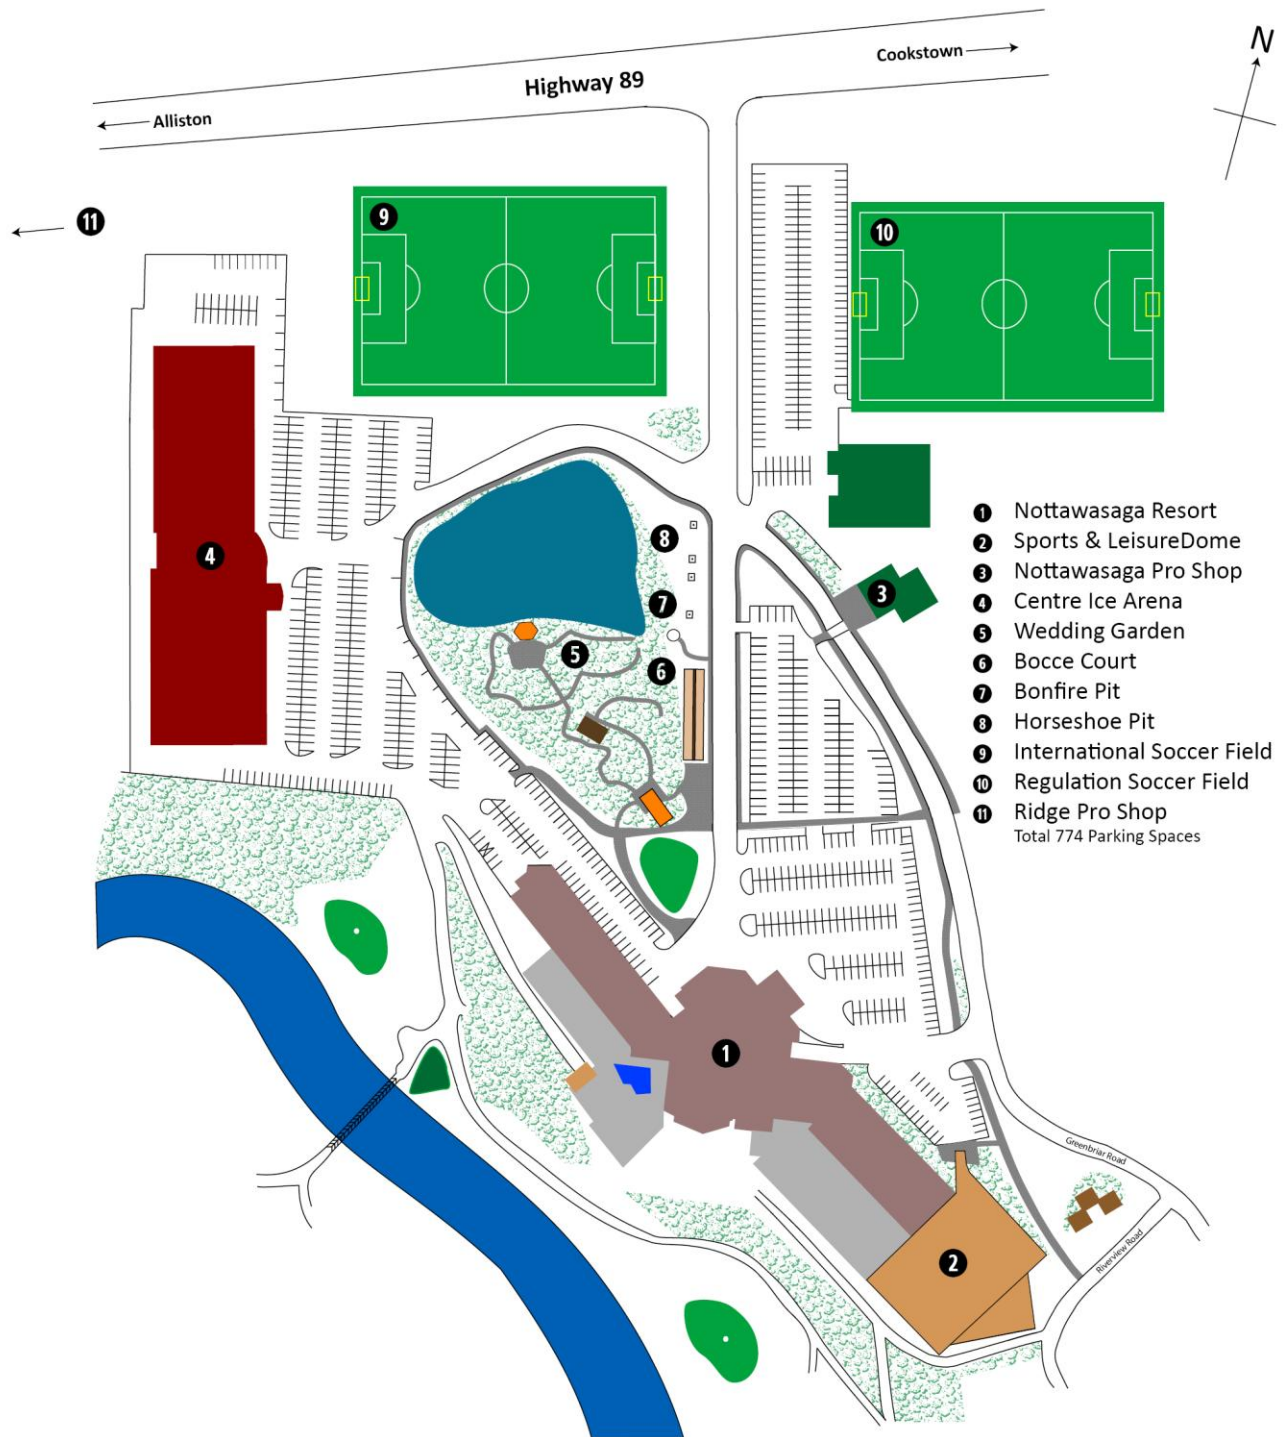 Cookstown
N
Highway 89
Alliston
11
9
10
4
8
7
5
6
3
1 Nottawasaga Resort
2 Sports & LeisureDome
3 Nottawasaga Pro Shop
4 Centre Ice Arena
5 Wedding Garden
6 Bocce Court
7 Bonfire Pit
8 Horseshoe Pit
9 International Soccer Field
10 Regulation Soccer Field
11 Ridge Pro Shop
Total 774 Parking Spaces
1
Greenbriar Road
Riverview Road
2